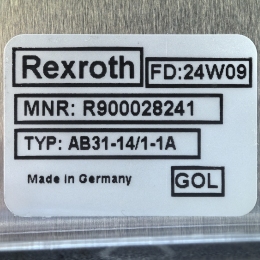 Rexroth FD:24W09
MNR: R900028241
TYP: AB31-14/1-1A
Made in Germany GOL